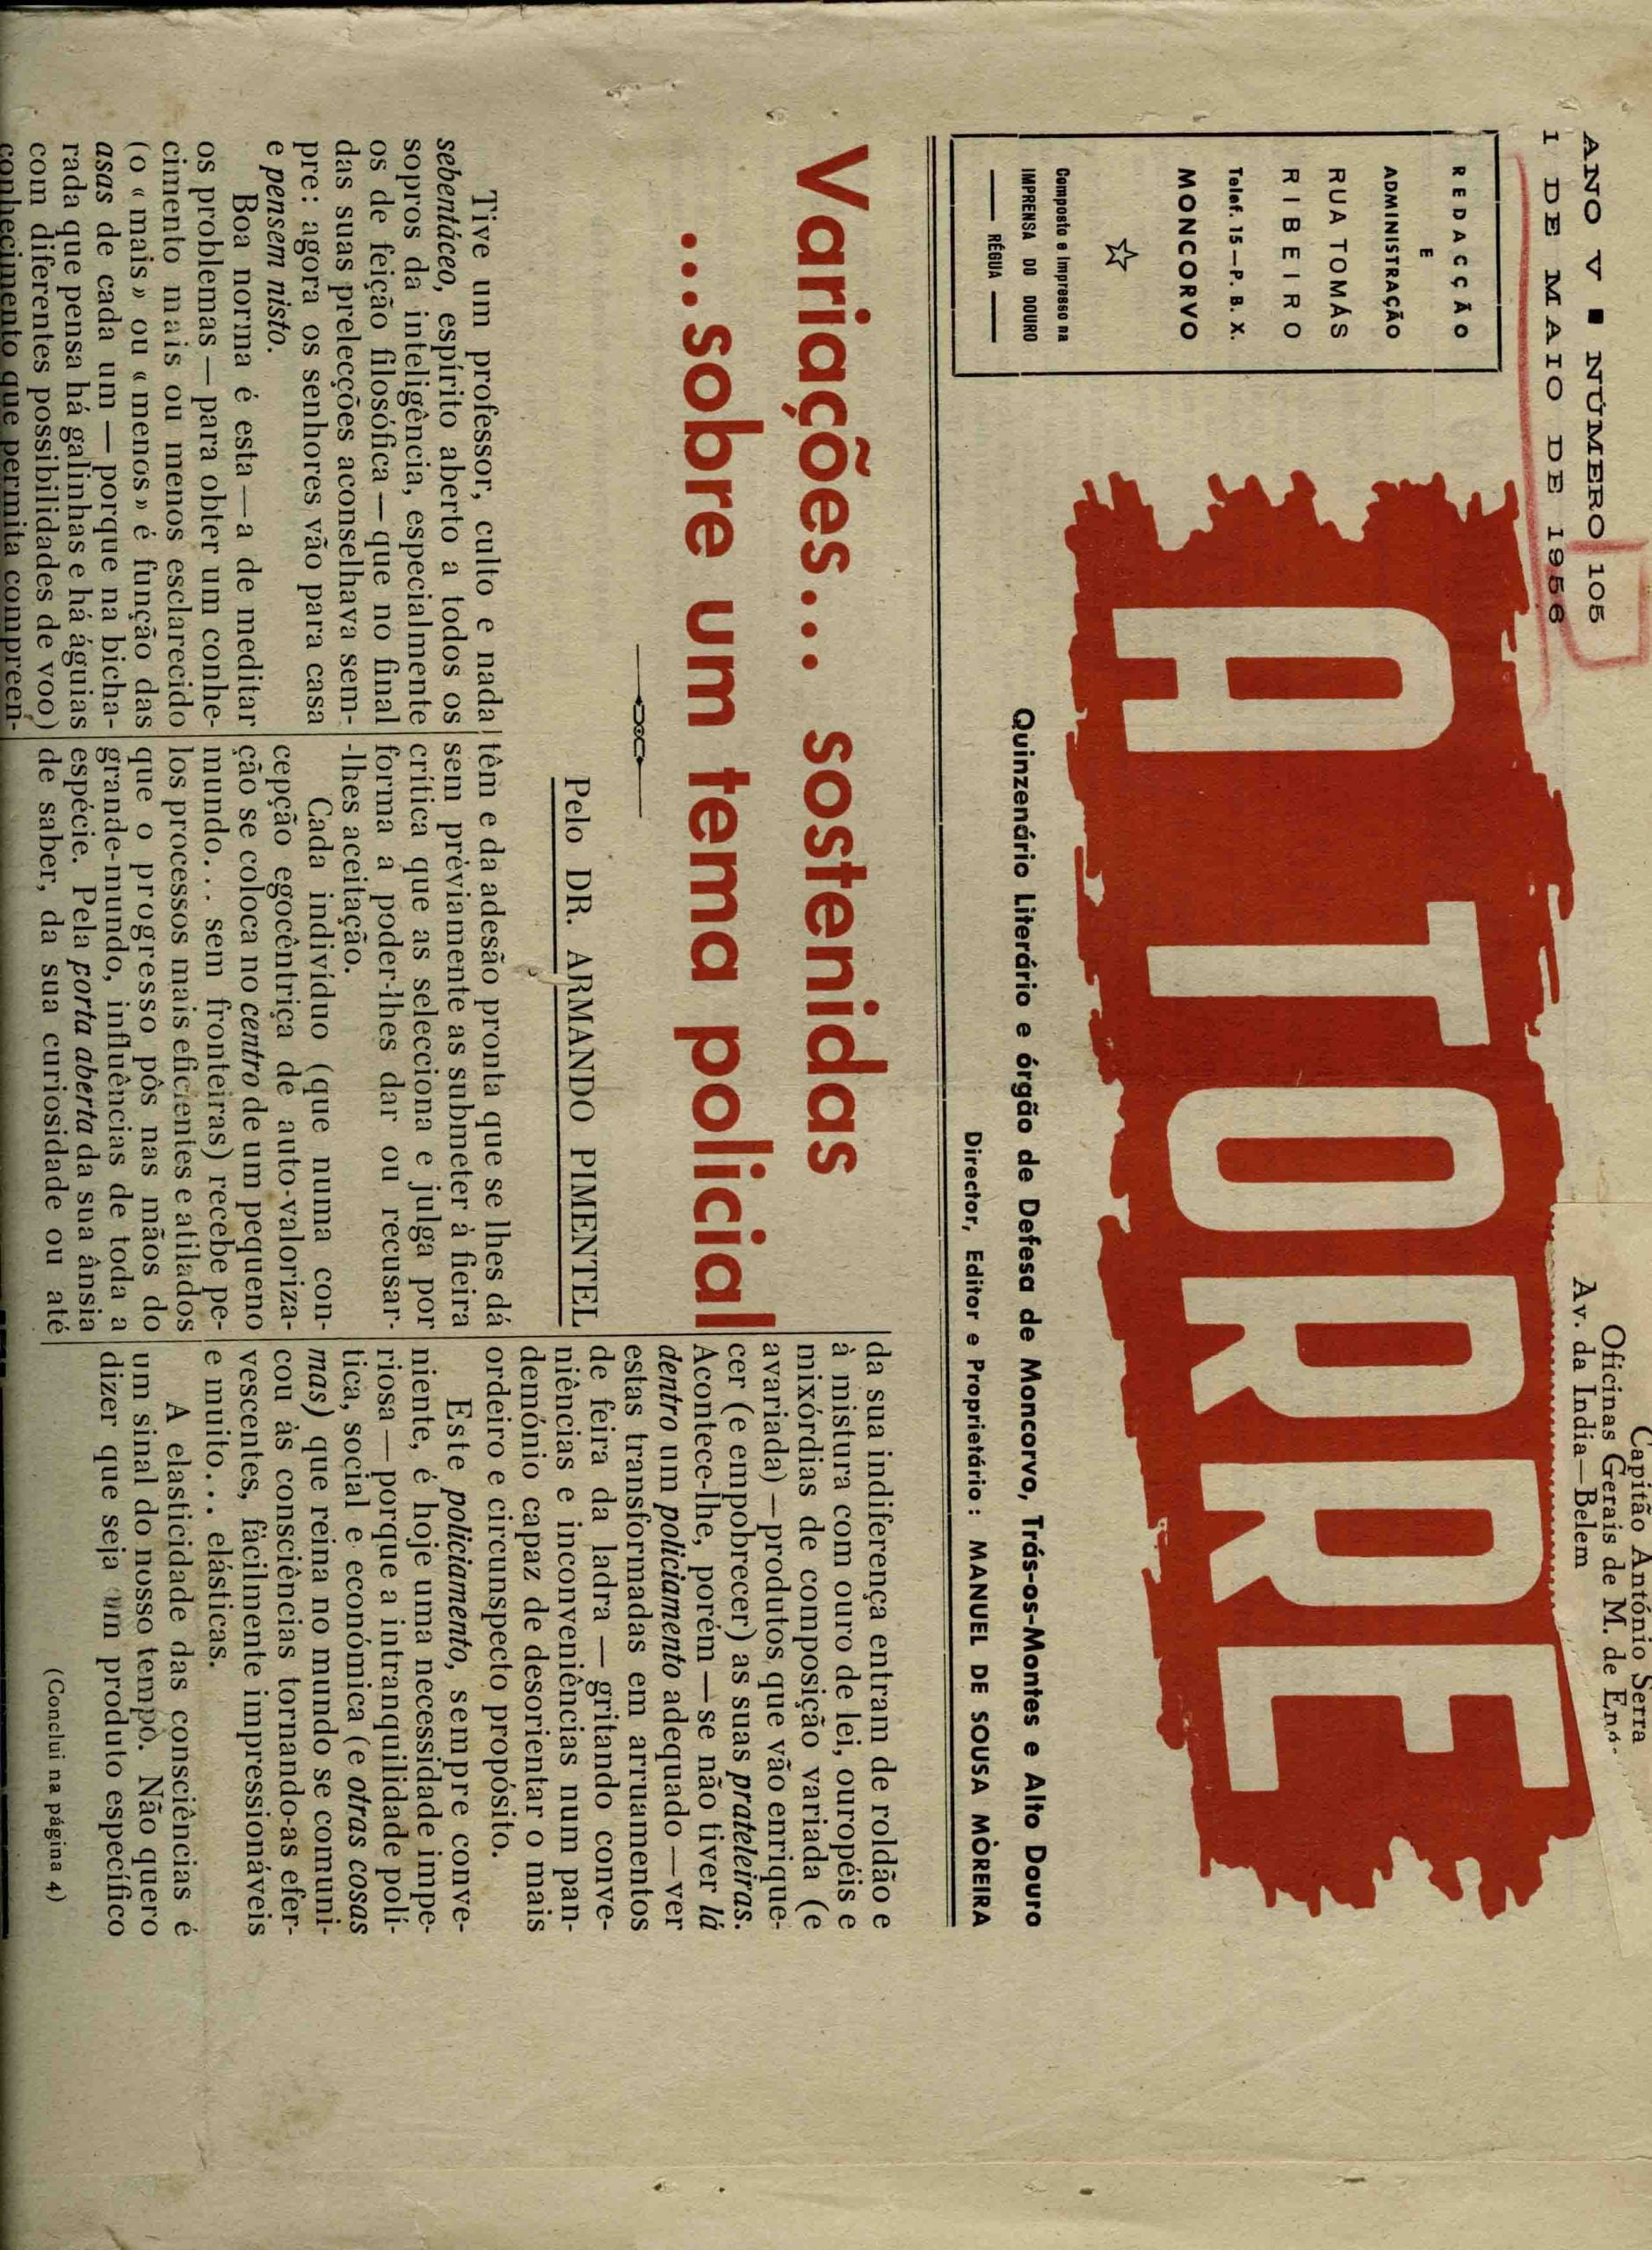 ANO V ■ NÚMERO 105
1 DE MAIO DE 1956
Capitão António Serra
Oficinas Gerais de M. de
Av. da India—Belem
REDACÇÃO
E
ADMINISTRAÇÃO
RUA TOMÁS
RIBEIRO
Telef. 15—P. B. X.
MONCORVO
☆
Composto e Impresso na
IMPRENSA DO DOURO
— RÉGUA —
A TORRE
Quinzenário Literário e órgão de Defesa de Moncorvo, Trás-os-Montes e Alto Douro
Director, Editor e Proprietário: MANUEL DE SOUSA MOREIRA
Variações... sostenidas
...sobre um tema policial
Pelo DR. ARMANDO PIMENTEL
Tive um professor, culto e nada
sebentáceo, espírito aberto a todos os
sopros da inteligência, especialmente
os de feição filosófica—que no final
das suas prelecções aconselhava sem-
pre: agora os senhores vão para casa
e pensem nisto.
Boa norma é esta—a de meditar
os problemas—para obter um conhe-
cimento mais ou menos esclarecido
(o «mais» ou «menos» é função das
asas de cada um—porque na bicha-
rada que pensa há galinhas e há águias
com diferentes possibilidades de voo)
conhecimento que permita compreen-
têm e da adesão pronta que se lhes dá
sem prèviamente as submeter à fieira
crítica que as selecciona e julga por
forma a poder-lhes dar ou recusar-
-lhes aceitação.
Cada indivíduo (que numa con-
cepção egocêntriça de auto-valoriza-
ção se coloca no centro de um pequeno
mundo... sem fronteiras) recebe pe-
los processos mais eficientes e atilados
que o progresso pôs nas mãos do
grande-mundo, influências de toda a
espécie. Pela porta aberta da sua ânsia
de saber, da sua curiosidade ou até
da sua indiferença entram de roldão e
à mistura com ouro de lei, ouropéis e
mixórdias de composição variada (e
avariada)—produtos que vão enrique-
cer (e empobrecer) as suas prateleiras.
Acontece-lhe, porém—se não tiver lá
dentro um policiamento adequado—ver
estas transformadas em arruamentos
de feira da ladra—gritando conve-
niências e inconveniências num pan-
demónio capaz de desorientar o mais
ordeiro e circunspecto propósito.
Este policiamento, sempre conve-
niente, é hoje uma necessidade impe-
riosa—porque a intranquilidade polí-
tica, social e económica (e otras cosas
mas) que reina no mundo se comuni-
cou às consciências tornando-as efer-
vescentes, fàcilmente impressionáveis
e muito... elásticas.
A elasticidade das consciências é
um sinal do nosso tempo. Não quero
dizer que seja um produto específico
(Conclui na página 4)